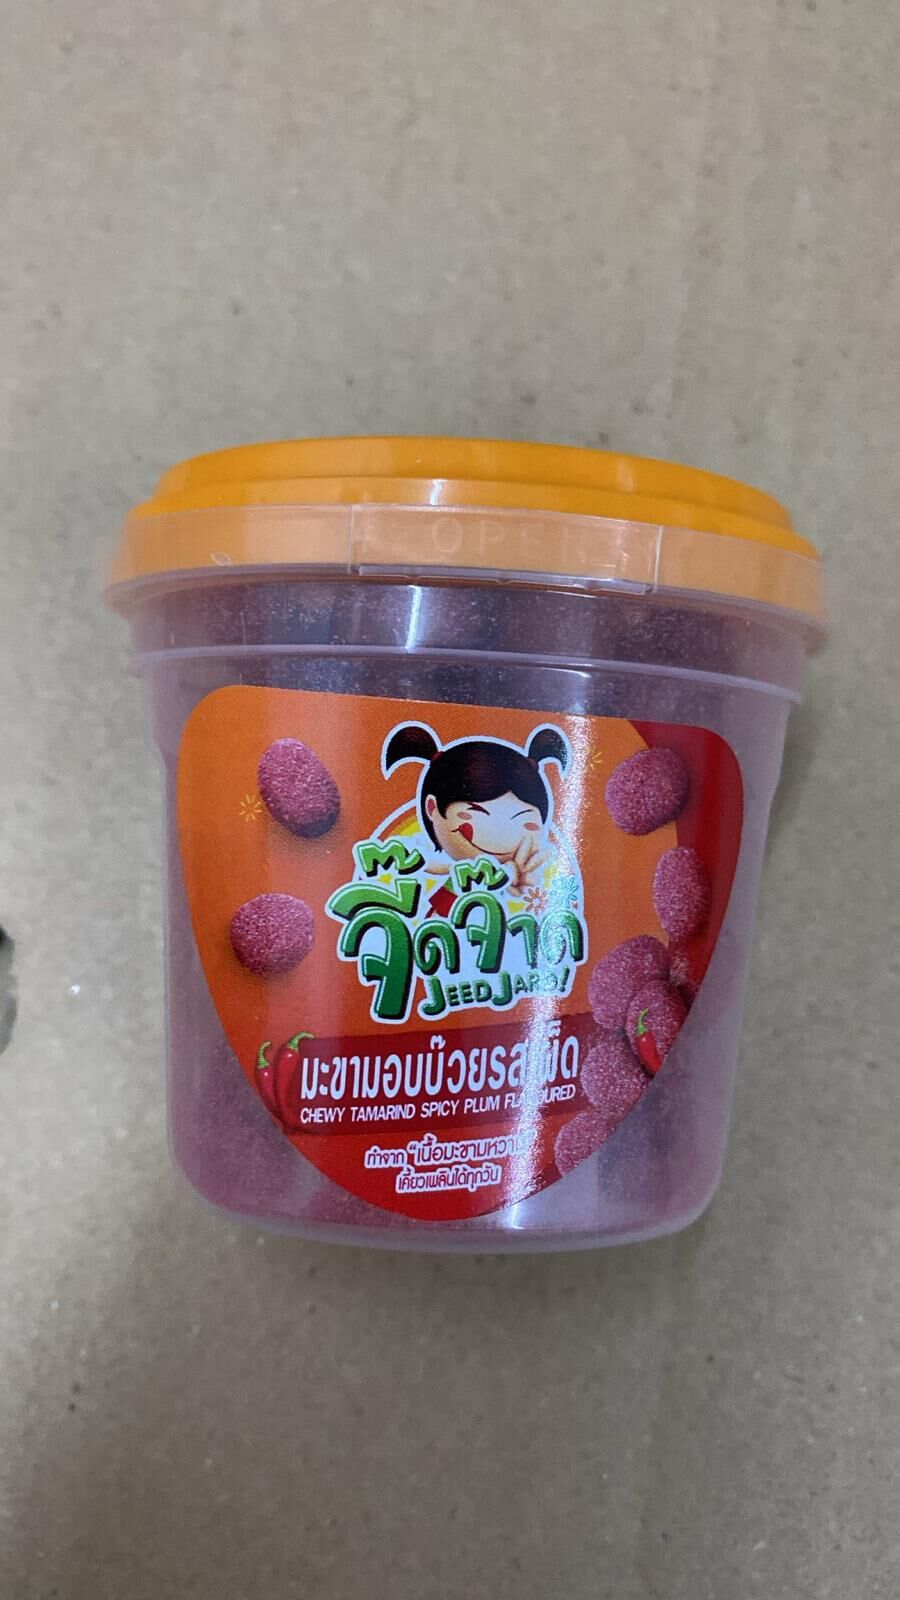 OPEN
จี๊ดจ๊าด
JEEDJARD!
มะขามอบบ๊วยรสเผ็ด
CHEWY TAMARIND SPICY PLUM FLAVOURED
ทำจาก "เนื้อมะขามหวาน"
เคี้ยวเพลินได้ทุกวัน